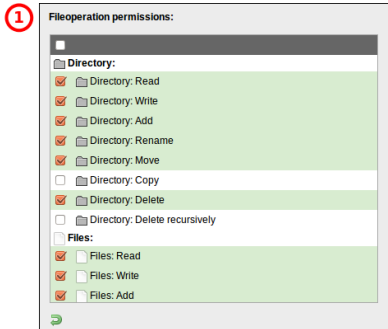 1
Fileoperation permissions:
Directory:
Directory: Read
Directory: Write
Directory: Add
Directory: Rename
Directory: Move
Directory: Copy
Directory: Delete
Directory: Delete recursively
Files:
Files: Read
Files: Write
Files: Add